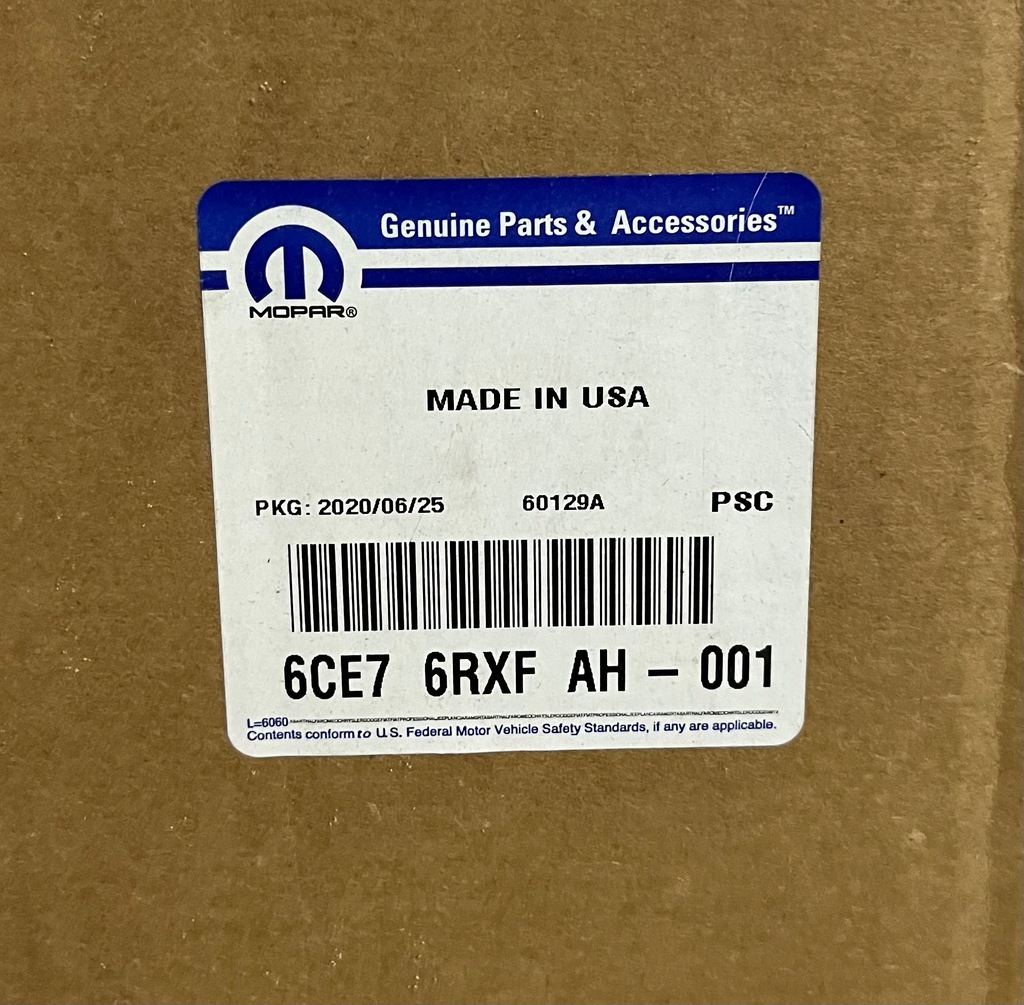 Genuine Parts & Accessories™
MOPAR®
MADE IN USA
PKG: 2020/06/25 60129A PSC
6CE7 6RXF AH – 001
L=6060
Contents conform to U.S. Federal Motor Vehicle Safety Standards, if any are applicable.